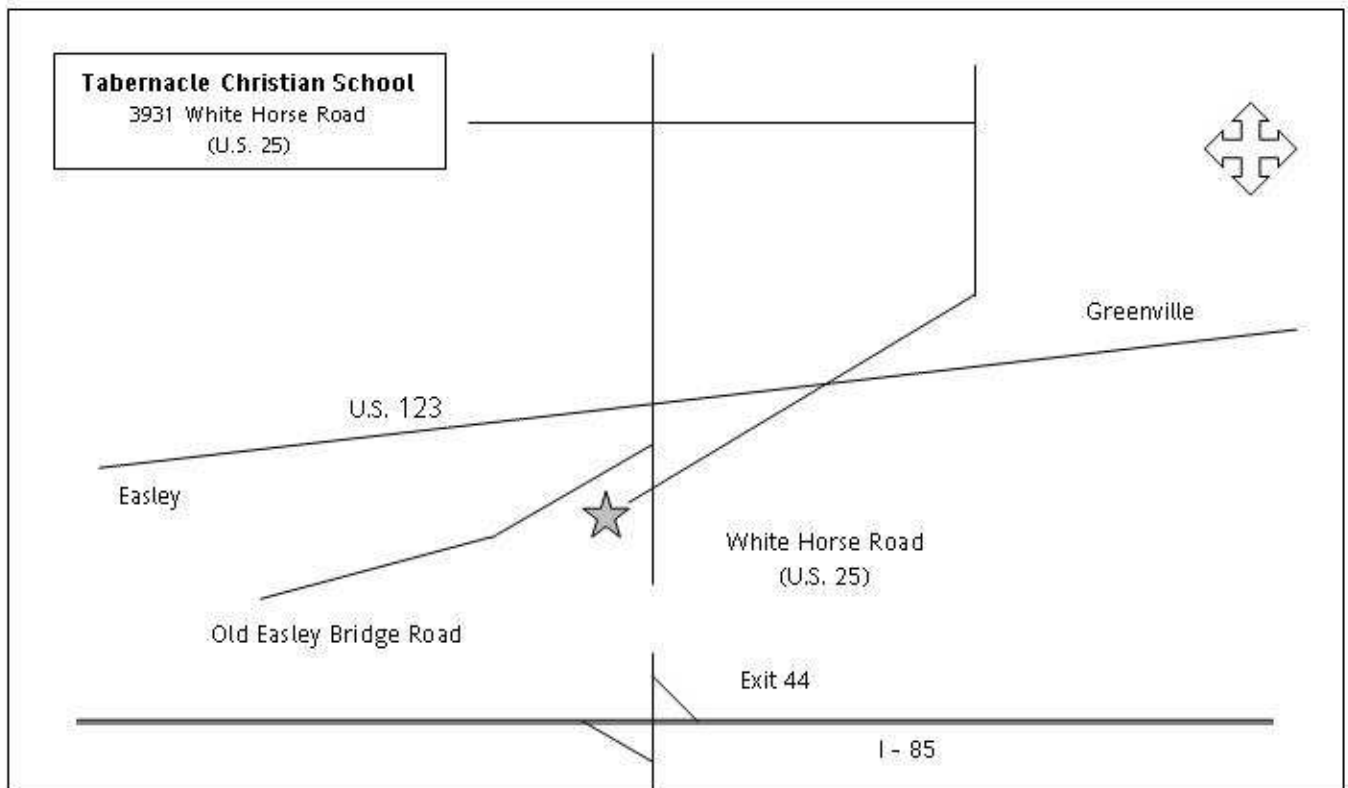 Tabernacle Christian School
3931 White Horse Road
(U.S. 25)
Greenville
U.S. 123
Easley
White Horse Road
(U.S. 25)
Old Easley Bridge Road
Exit 44
I - 85